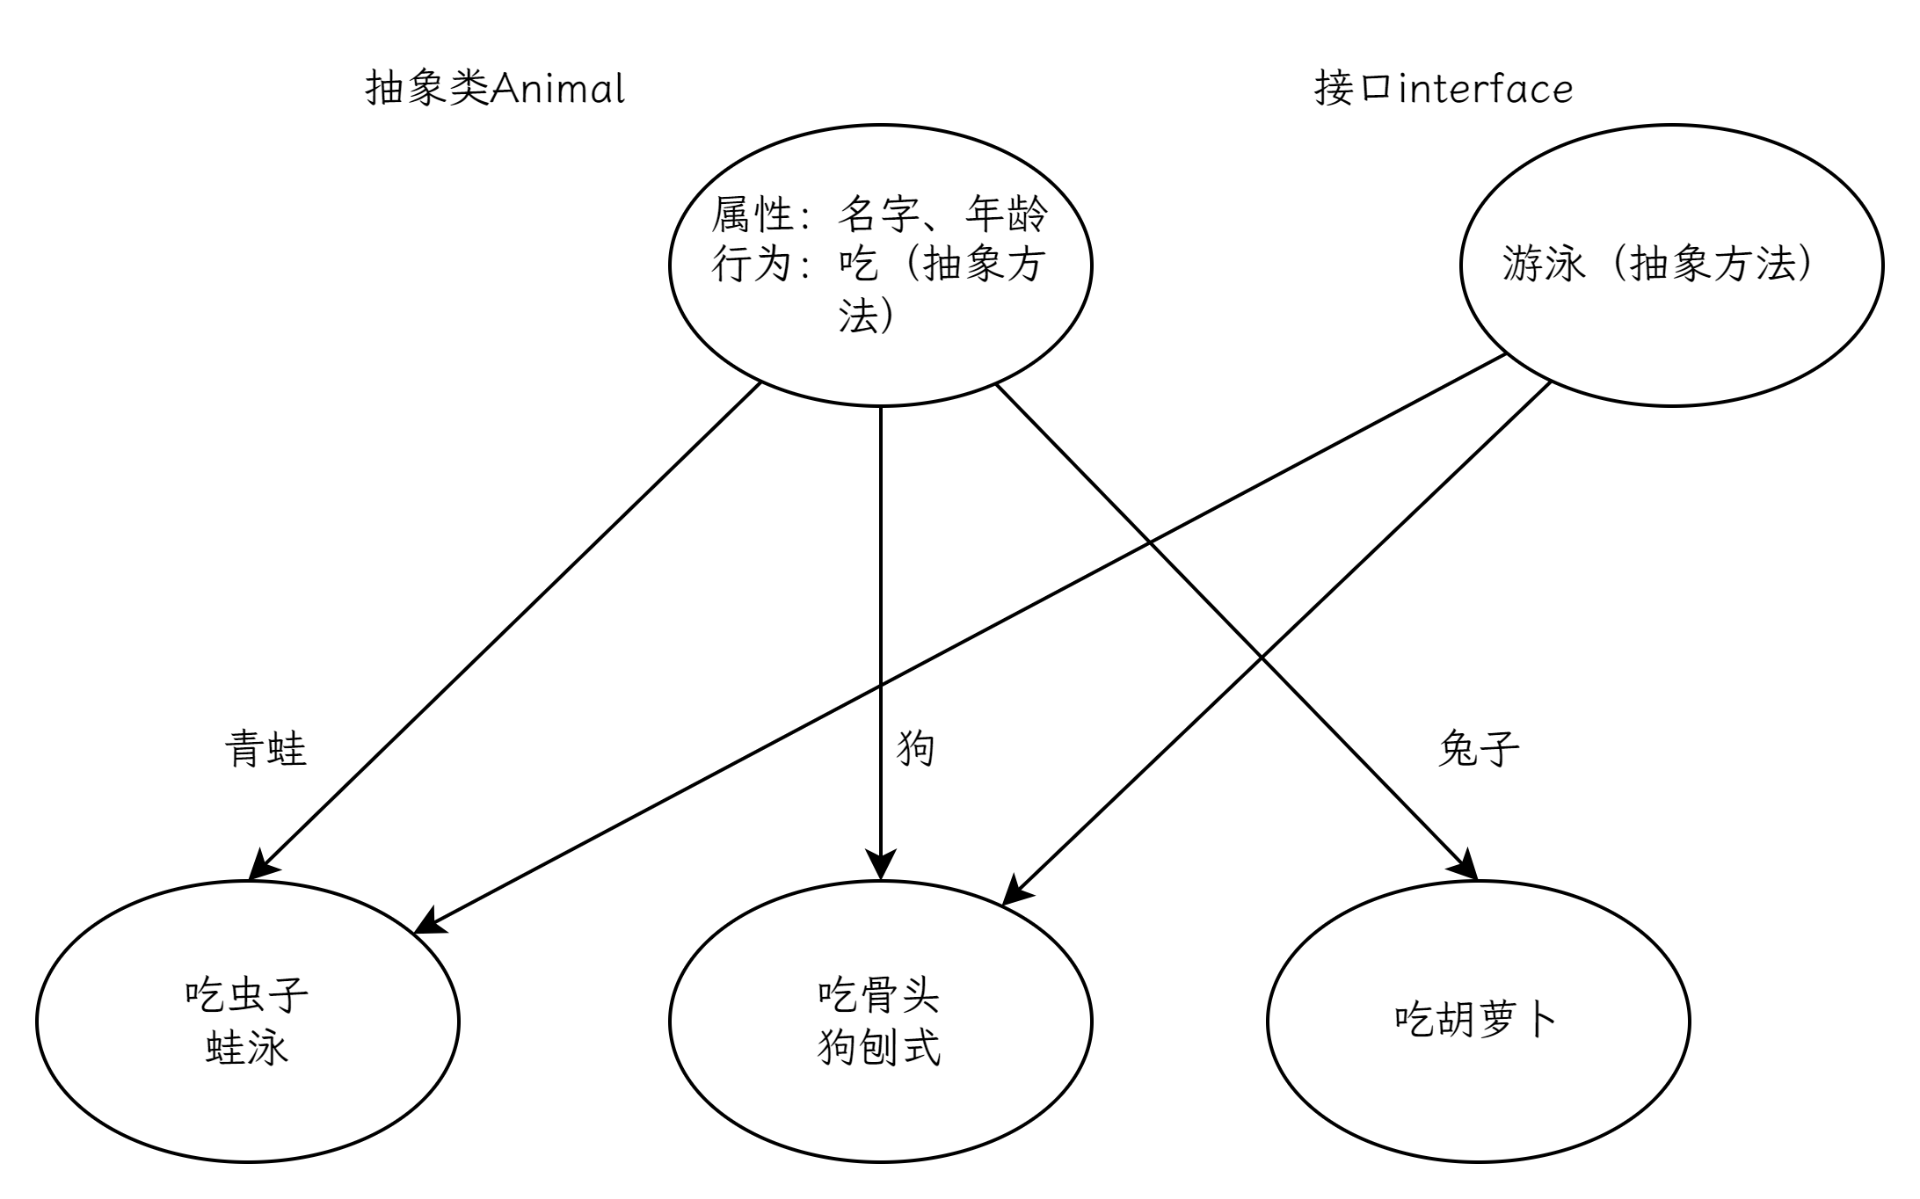 抽象类Animal
接口interface
属性：名字、年龄
行为：吃（抽象方
法）
游泳（抽象方法）
青蛙
狗
兔子
吃虫子
蛙泳
吃骨头
狗刨式
吃胡萝卜